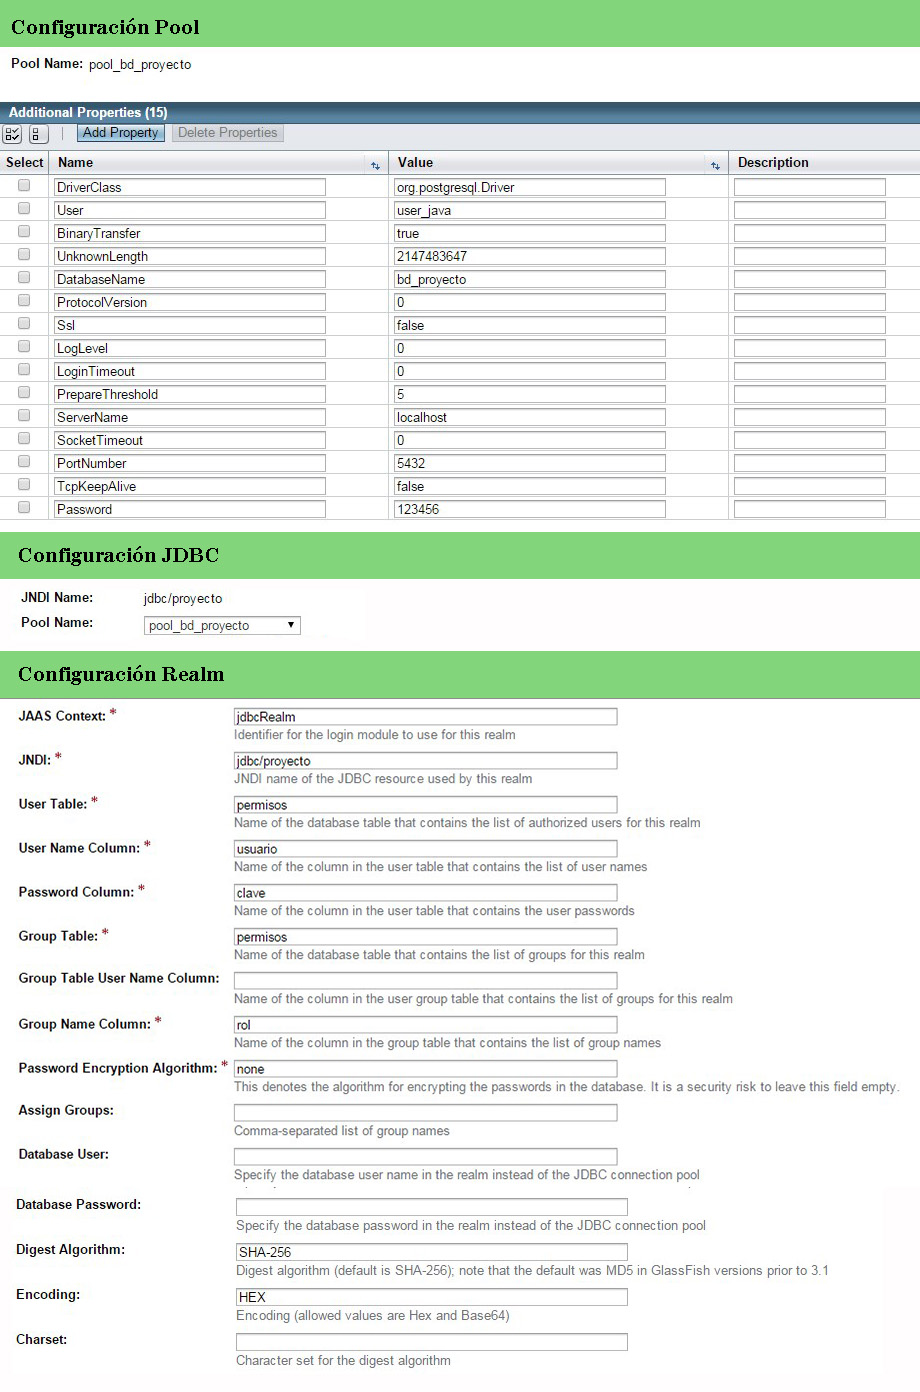 Configuración Pool
Pool Name: pool_bd_proyecto
Additional Properties (15)
Add Property Delete Properties
Select Name Value Description
DriverClass org.postgresql.Driver
User user_java
BinaryTransfer true
UnknownLength 2147483647
DatabaseName bd_proyecto
ProtocolVersion 0
Ssl false
LogLevel 0
LoginTimeout 0
PrepareThreshold 5
ServerName localhost
SocketTimeout 0
PortNumber 5432
TcpKeepAlive false
Password 123456
Configuración JDBC
JNDI Name: jdbc/proyecto
Pool Name: pool_bd_proyecto
Configuración Realm
JAAS Context: * jdbcRealm
Identifier for the login module to use for this realm
JNDI: * jdbc/proyecto
JNDI name of the JDBC resource used by this realm
User Table: * permisos
Name of the database table that contains the list of authorized users for this realm
User Name Column: * usuario
Name of the column in the user table that contains the list of user names
Password Column: * clave
Name of the column in the user table that contains the user passwords
Group Table: * permisos
Name of the database table that contains the list of groups for this realm
Group Table User Name Column:
Name of the column in the user group table that contains the list of groups for this realm
Group Name Column: * rol
Name of the column in the group table that contains the list of group names
Password Encryption Algorithm: * none
This denotes the algorithm for encrypting the passwords in the database. It is a security risk to leave this field empty.
Assign Groups:
Comma-separated list of group names
Database User:
Specify the database user name in the realm instead of the JDBC connection pool
Database Password:
Specify the database password in the realm instead of the JDBC connection pool
Digest Algorithm: SHA-256
Digest algorithm (default is SHA-256); note that the default was MD5 in GlassFish versions prior to 3.1
Encoding: HEX
Encoding (allowed values are Hex and Base64)
Charset:
Character set for the digest algorithm